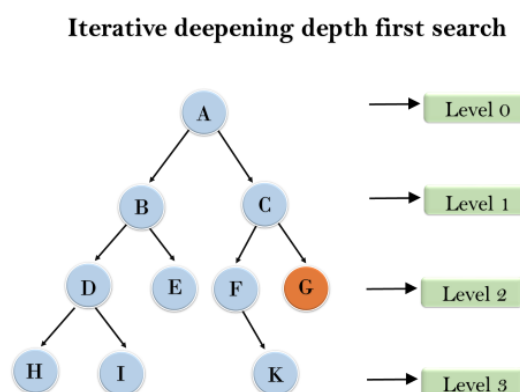 Iterative deepening depth first search
A
Level 0
B
C
Level 1
D
E
F
G
Level 2
H
I
K
Level 3